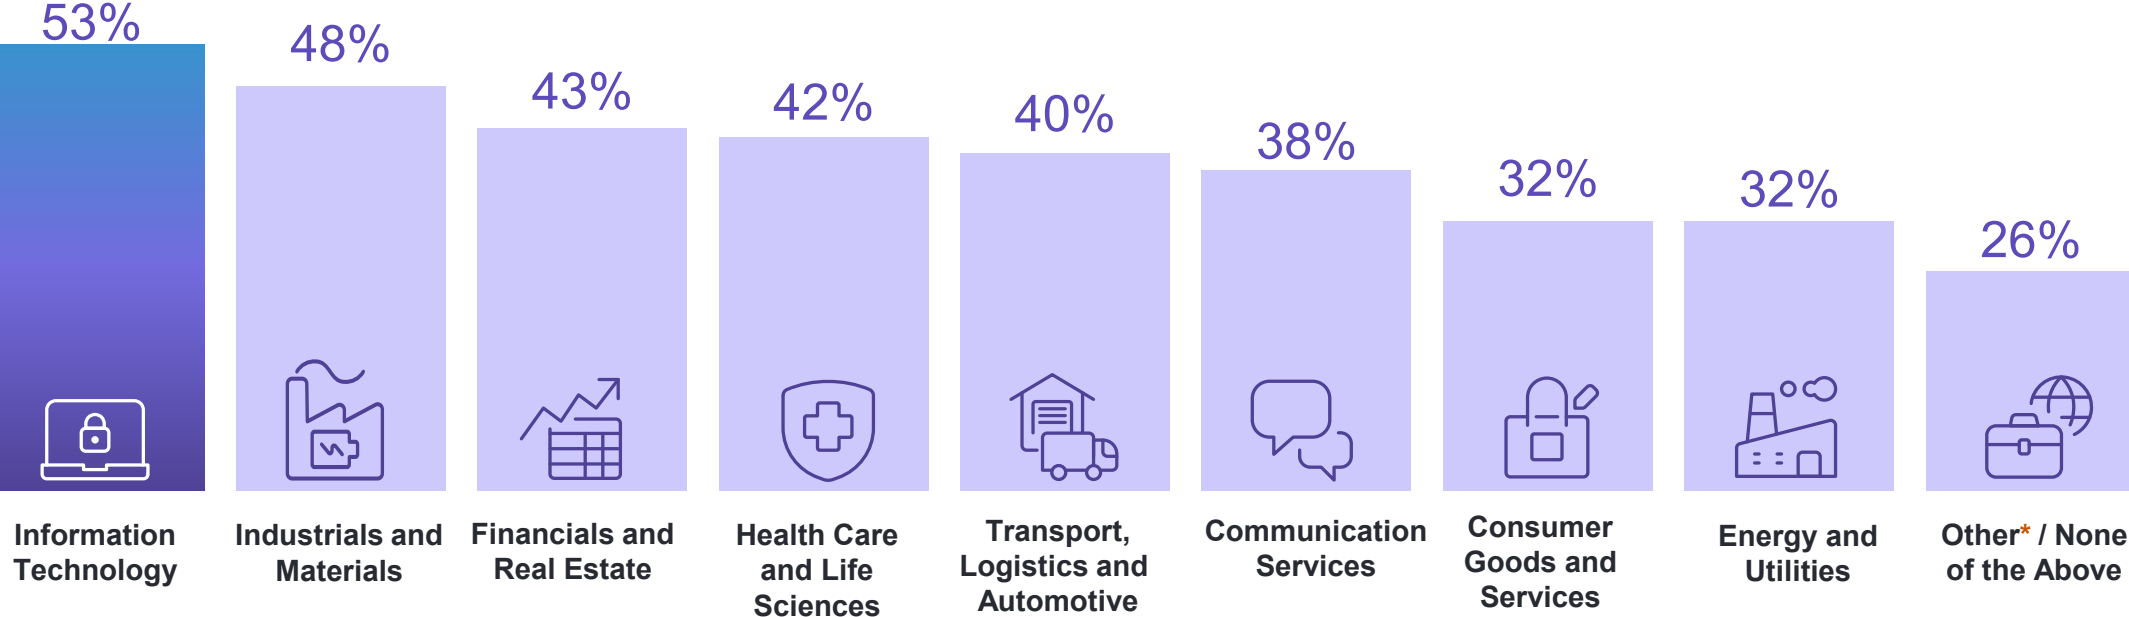 53%
48%
43%
42%
40%
38%
32%
32%
26%
Information
Technology
Industrials and
Materials
Financials and
Real Estate
Health Care
and Life
Sciences
Transport,
Logistics and
Automotive
Communication
Services
Consumer
Goods and
Services
Energy and
Utilities
Other* / None
of the Above